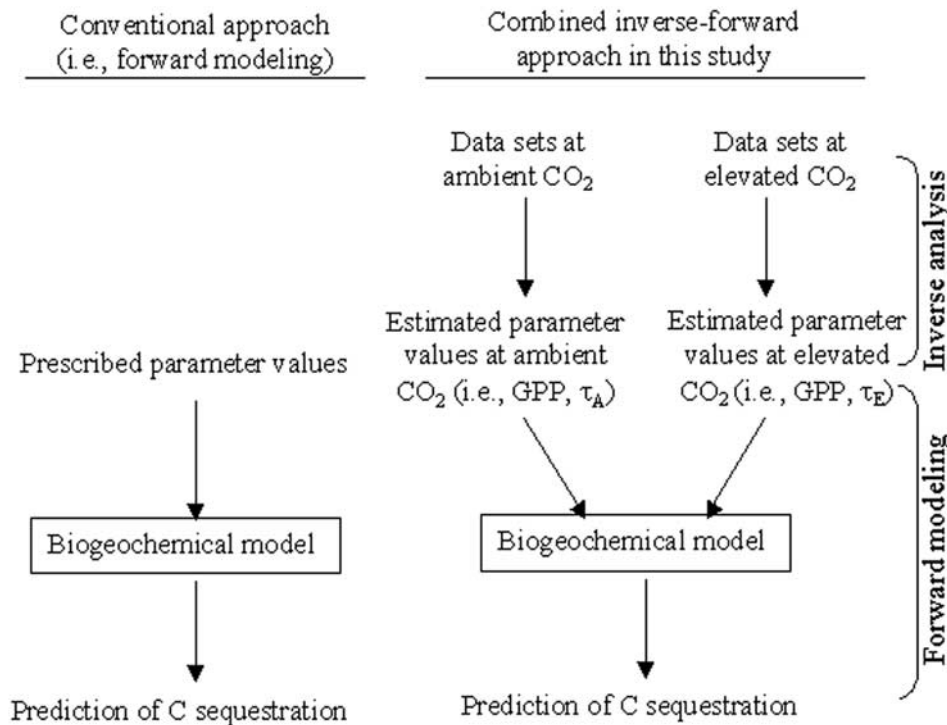 Conventional approach
(i.e., forward modeling)
Combined inverse-forward
approach in this study
Data sets at
ambient CO₂
Data sets at
elevated CO₂
Inverse analysis
Prescribed parameter values
Estimated parameter
values at ambient
CO₂ (i.e., GPP, τ_A)
Estimated parameter
values at elevated
CO₂ (i.e., GPP, τ_E)
Forward modeling
Biogeochemical model
Biogeochemical model
Prediction of C sequestration
Prediction of C sequestration